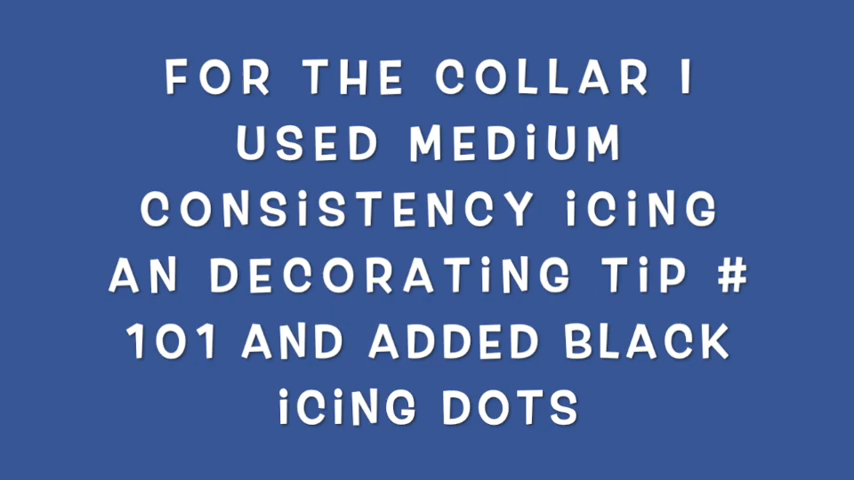 FOR THE COLLAR I
USED MEDiUM
CONSiSTENCY iCiNG
AN DECORATiNG TiP #
101 AND ADDED BLACK
iCiNG DOTS